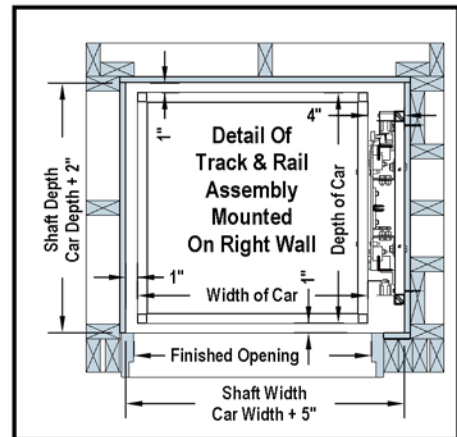 1"
4"
Detail Of
Track & Rail
Assembly
Mounted
On Right Wall
Depth of Car
Shaft Depth
Car Depth + 2"
1"
1"
Width of Car
Finished Opening
Shaft Width
Car Width + 5"